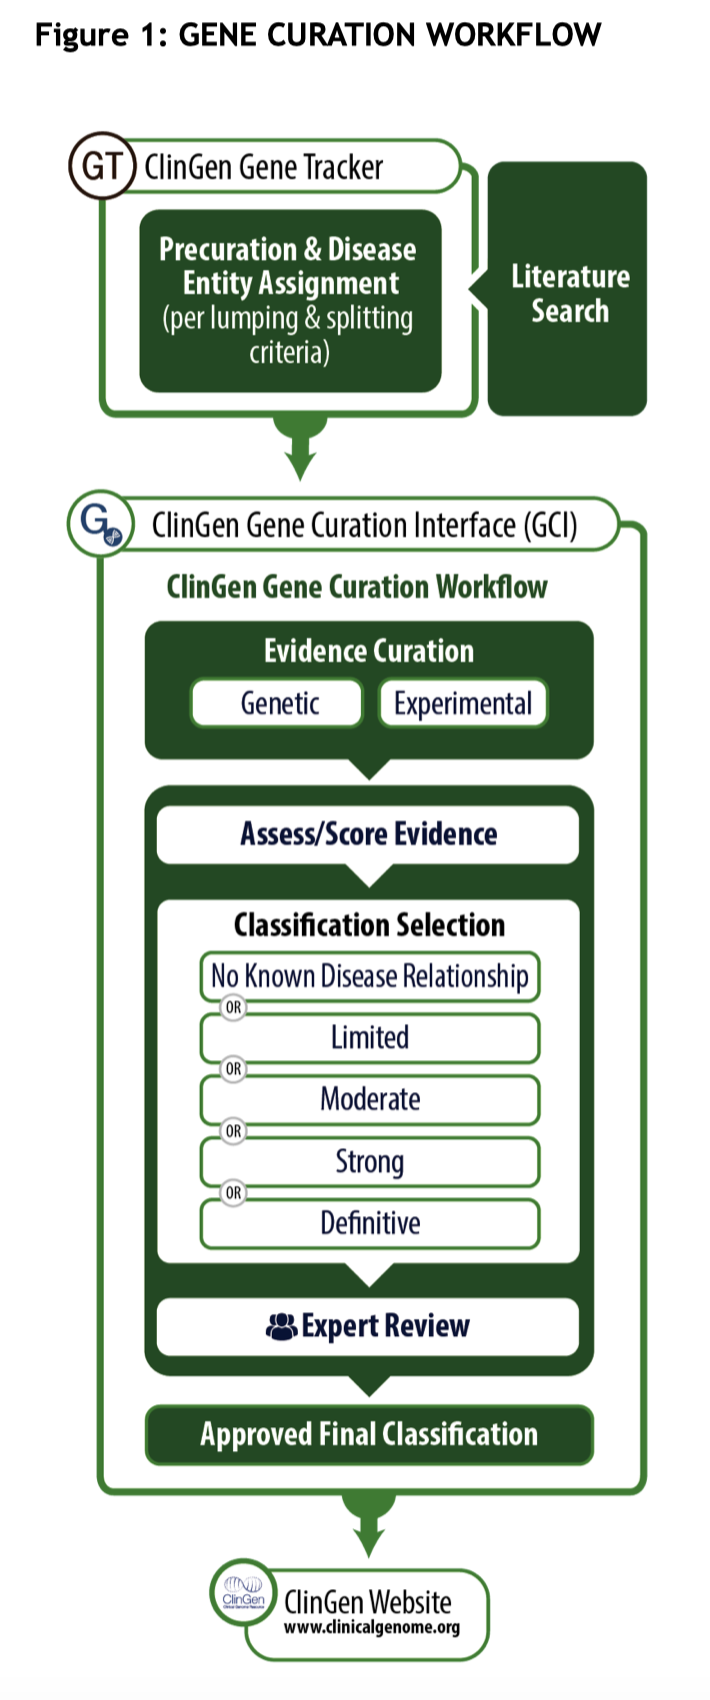 Figure 1: GENE CURATION WORKFLOW
GT ClinGen Gene Tracker
Precuration & Disease
Entity Assignment
(per lumping & splitting
criteria)
Literature
Search
G ClinGen Gene Curation Interface (GCI)
ClinGen Gene Curation Workflow
Evidence Curation
Genetic Experimental
Assess/Score Evidence
Classification Selection
No Known Disease Relationship
OR
Limited
OR
Moderate
OR
Strong
OR
Definitive
Expert Review
Approved Final Classification
ClinGen
ClinGen Website
www.clinicalgenome.org